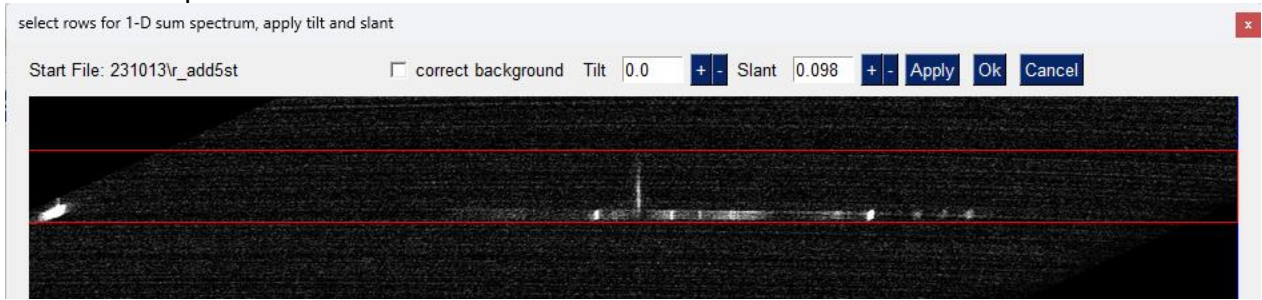 select rows for 1-D sum spectrum, apply tilt and slant
x
Start File: 231013\r_add5st correct background Tilt 0.0 + - Slant 0.098 + - Apply Ok Cancel